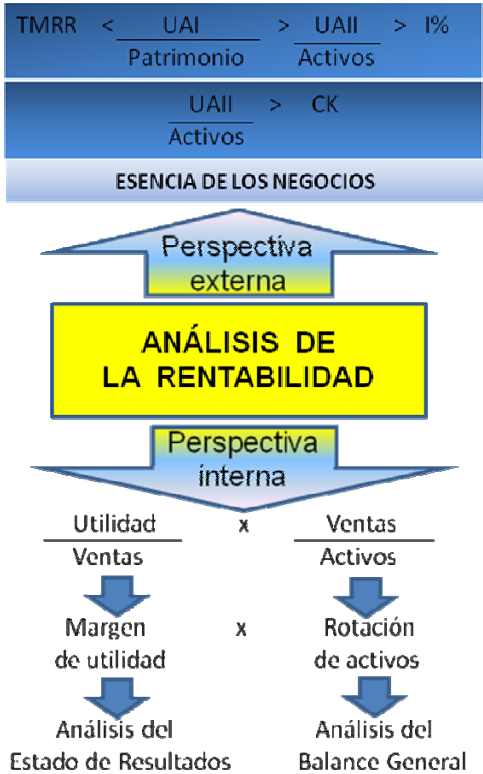 TMRR < UAI > UAII > I%
Patrimonio Activos
UAII > CK
Activos
ESENCIA DE LOS NEGOCIOS
Perspectiva
externa
ANÁLISIS DE
LA RENTABILIDAD
Perspectiva
interna
Utilidad x Ventas
Ventas Activos
Margen x Rotación
de utilidad de activos
Análisis del Análisis del
Estado de Resultados Balance General